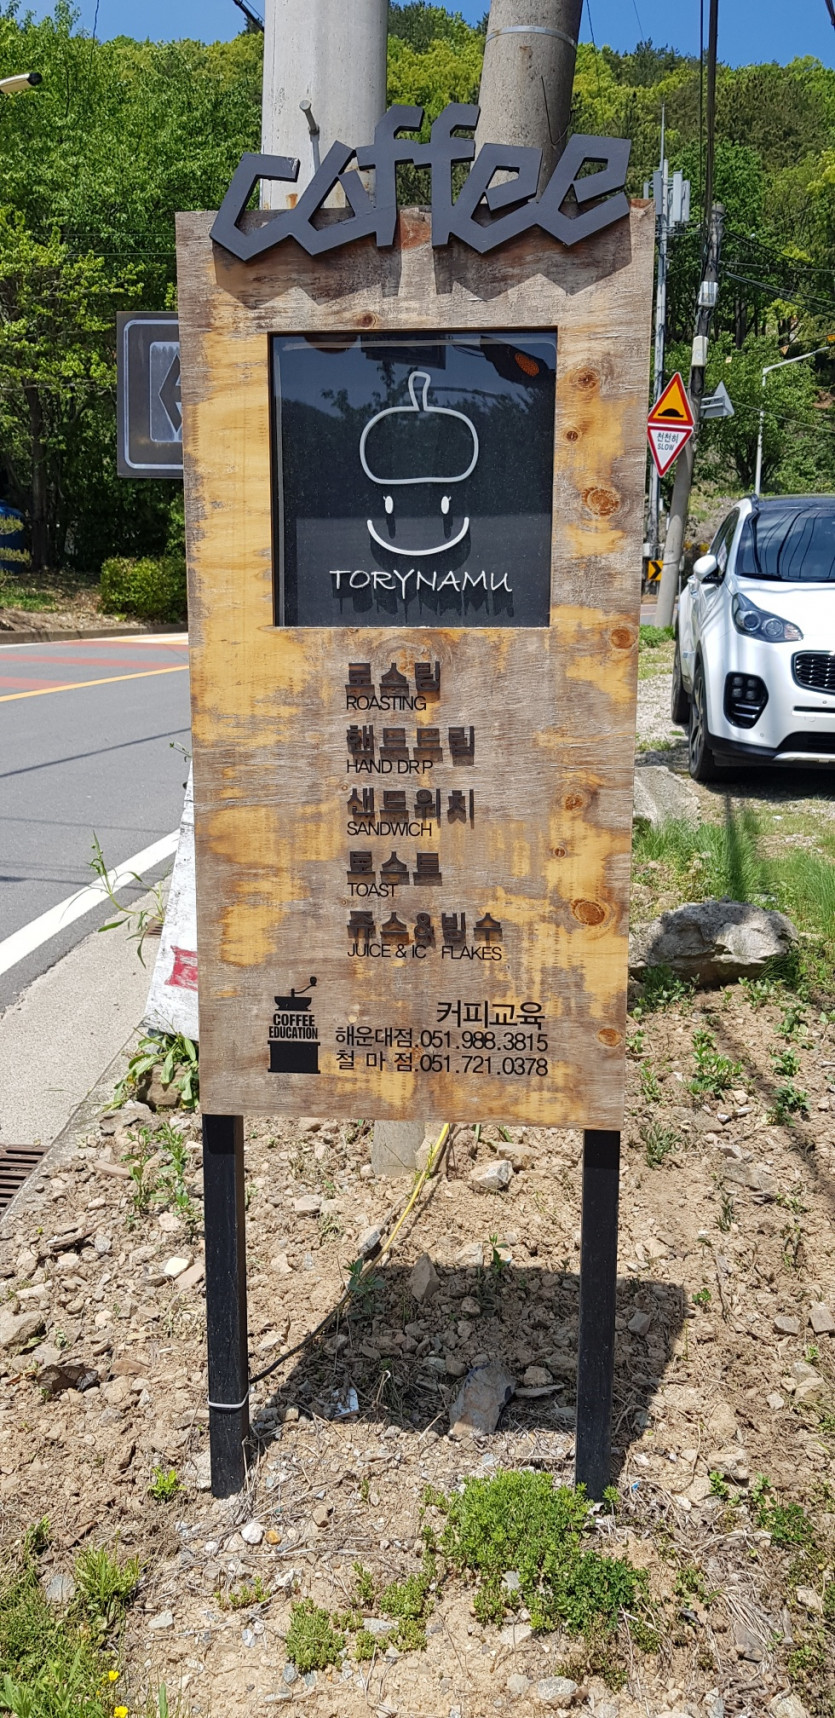 coffee
TORYNAMU
로스팅
ROASTING
핸드드립
HAND DR P
샌드위치
SANDWICH
토스트
TOAST
쥬스&빙수
JUICE & IC FLAKES
COFFEE
EDUCATION
커피교육
해운대점.051.988.3815
철 마 점.051.721.0378
천천히
SLOW